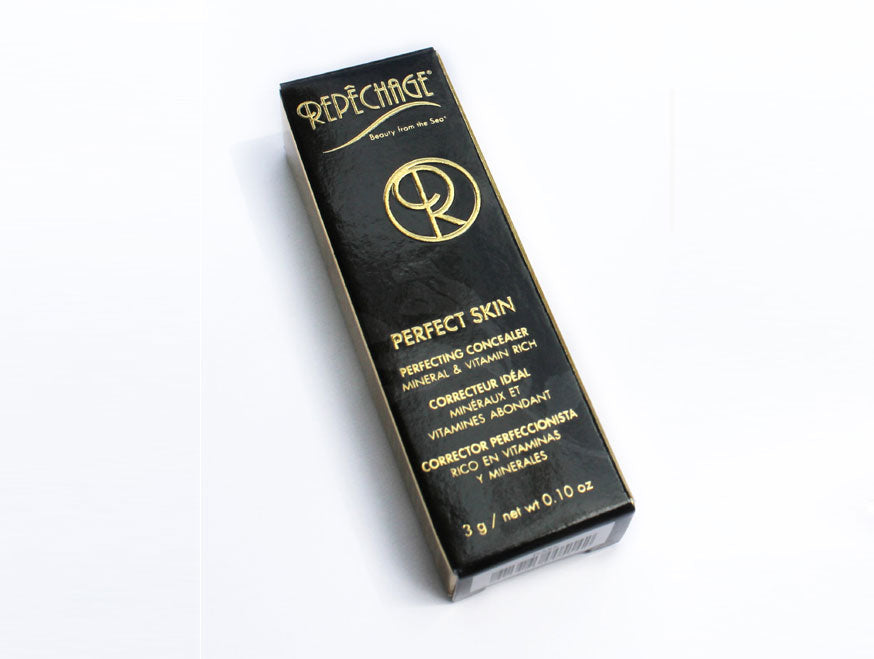 REPÊCHAGE®
Beauty from the Sea®
R
PERFECT SKIN
PERFECTING CONCEALER
MINERAL & VITAMIN RICH
CORRECTEUR IDÉAL
MINÉRAUX ET
VITAMINES ABONDANT
CORRECTOR PERFECCIONISTA
RICO EN VITAMINAS
Y MINERALES
3 g / net wt 0.10 oz